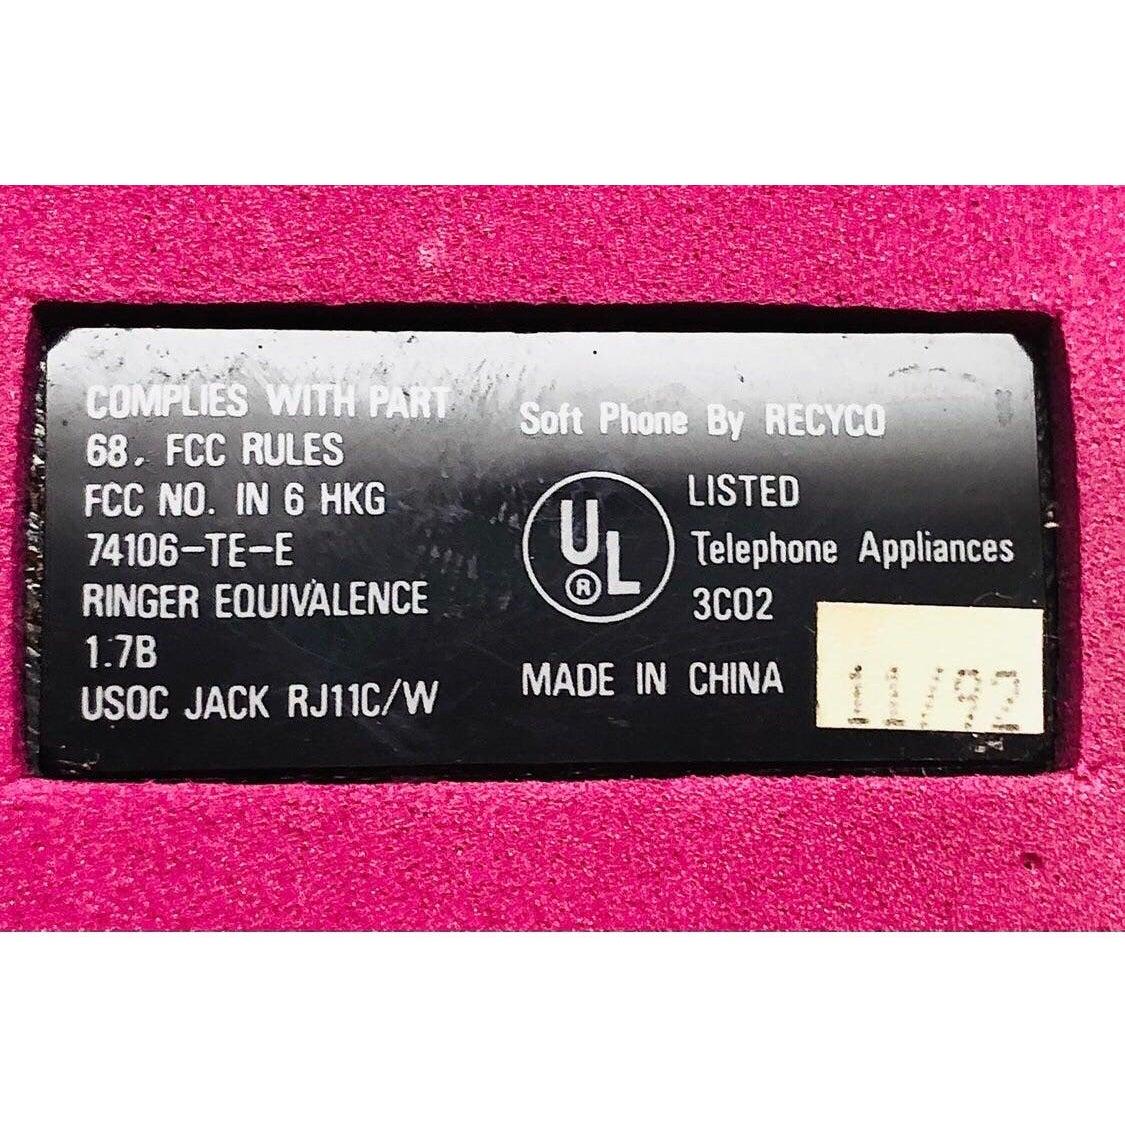 COMPLIES WITH PART
68, FCC RULES
FCC NO. IN 6 HKG
74106-TE-E
RINGER EQUIVALENCE
1.7B
USOC JACK RJ11C/W
Soft Phone By RECYCO
UL
®
LISTED
Telephone Appliances
3C02
MADE IN CHINA
11/92